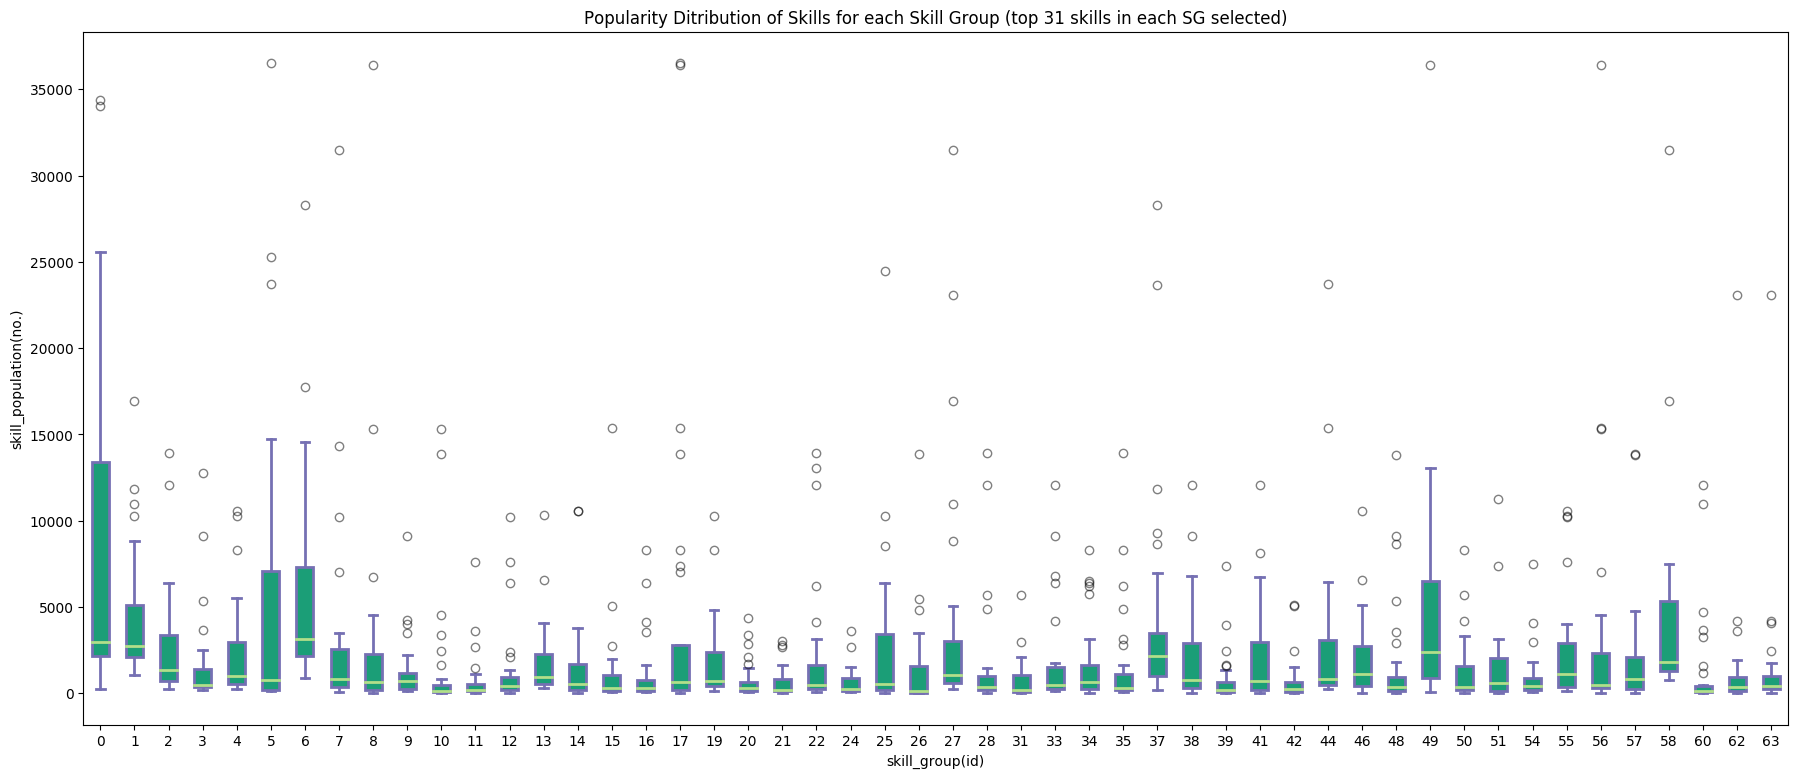 Popularity Ditribution of Skills for each Skill Group (top 31 skills in each SG selected)
skill_population(no.)
35000
30000
25000
20000
15000
10000
5000
0
0 1 2 3 4 5 6 7 8 9 10 11 12 13 14 15 16 17 19 20 21 22 24 25 26 27 28 31 33 34 35 37 38 39 41 42 44 46 48 49 50 51 54 55 56 57 58 60 62 63
skill_group(id)